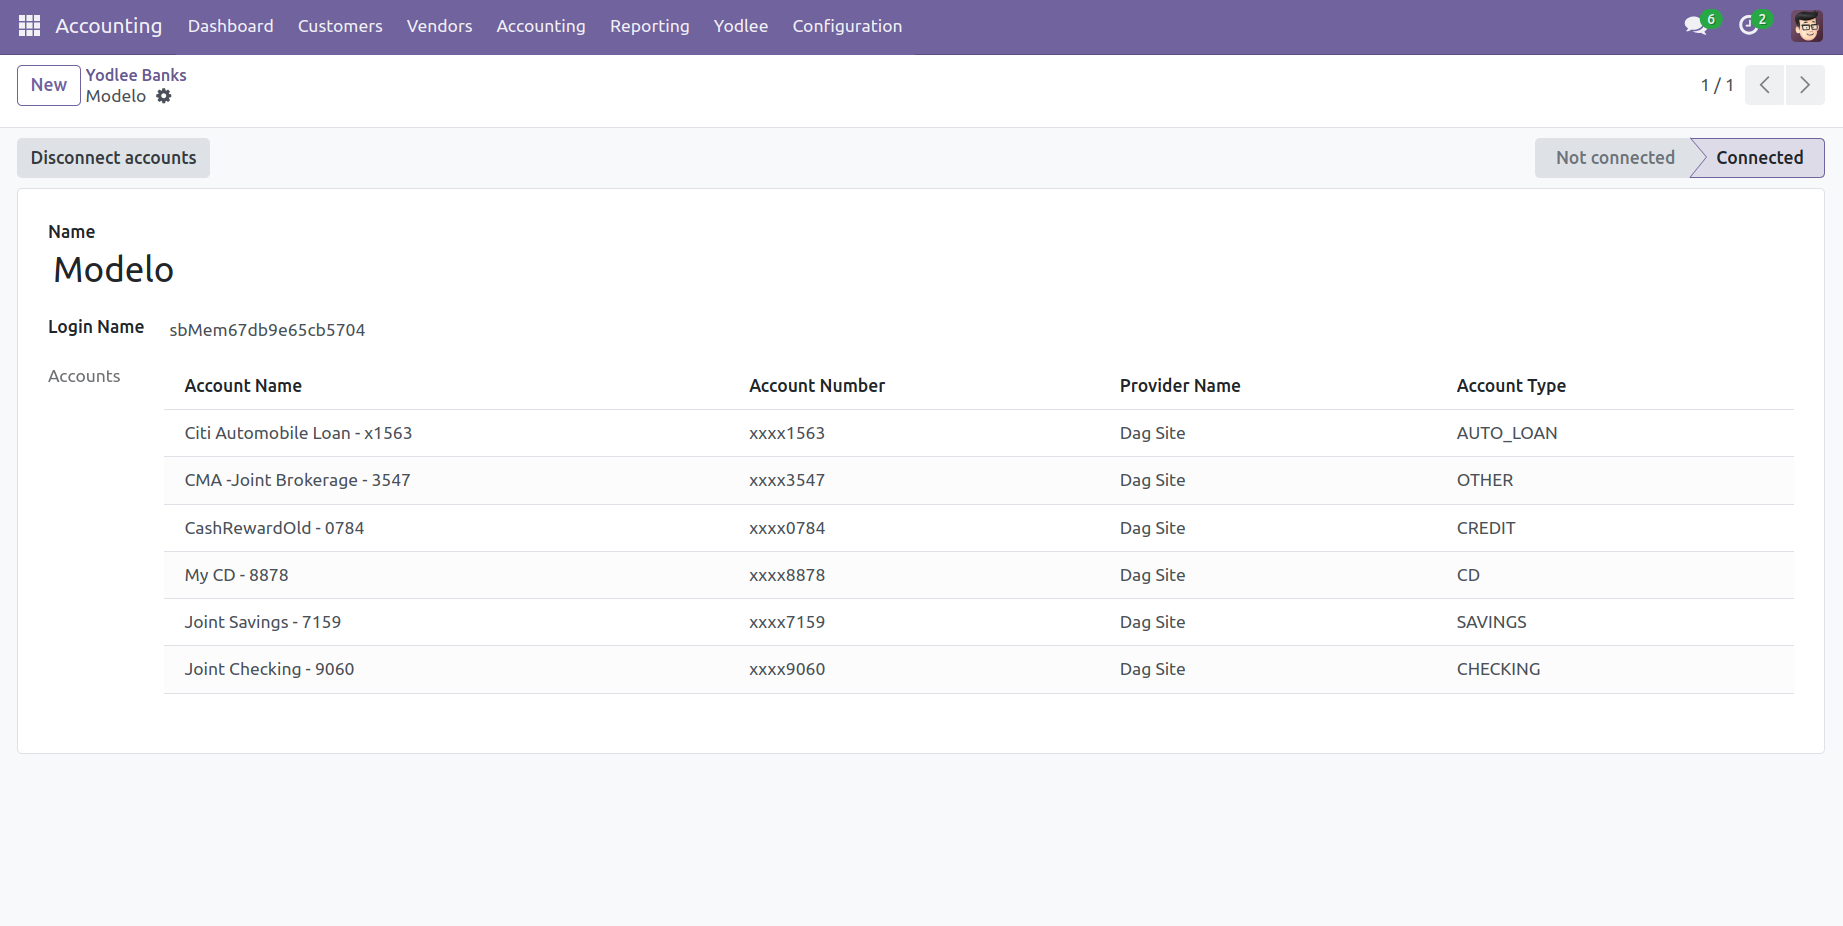 Accounting Dashboard Customers Vendors Accounting Reporting Yodlee Configuration 6 2
New Yodlee Banks
Modelo
1 / 1
Disconnect accounts Not connected Connected
Name
Modelo
Login Name sbMem67db9e65cb5704
Accounts
Account Name Account Number Provider Name Account Type
Citi Automobile Loan - x1563 xxxx1563 Dag Site AUTO_LOAN
CMA -Joint Brokerage - 3547 xxxx3547 Dag Site OTHER
CashRewardOld - 0784 xxxx0784 Dag Site CREDIT
My CD - 8878 xxxx8878 Dag Site CD
Joint Savings - 7159 xxxx7159 Dag Site SAVINGS
Joint Checking - 9060 xxxx9060 Dag Site CHECKING